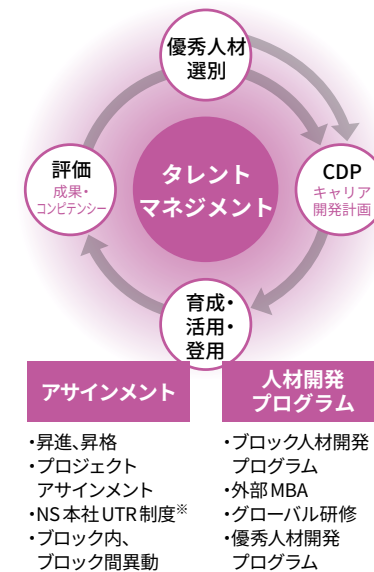 優秀人材
選別
評価
成果・
コンピテンシー
タレント
マネジメント
CDP
キャリア
開発計画
育成・
活用・
登用
アサインメント
・昇進、昇格
・プロジェクト
アサインメント
・NS本社UTR制度※
・ブロック内、
ブロック間異動
人材開発
プログラム
・ブロック人材開発
プログラム
・外部MBA
・グローバル研修
・優秀人材開発
プログラム